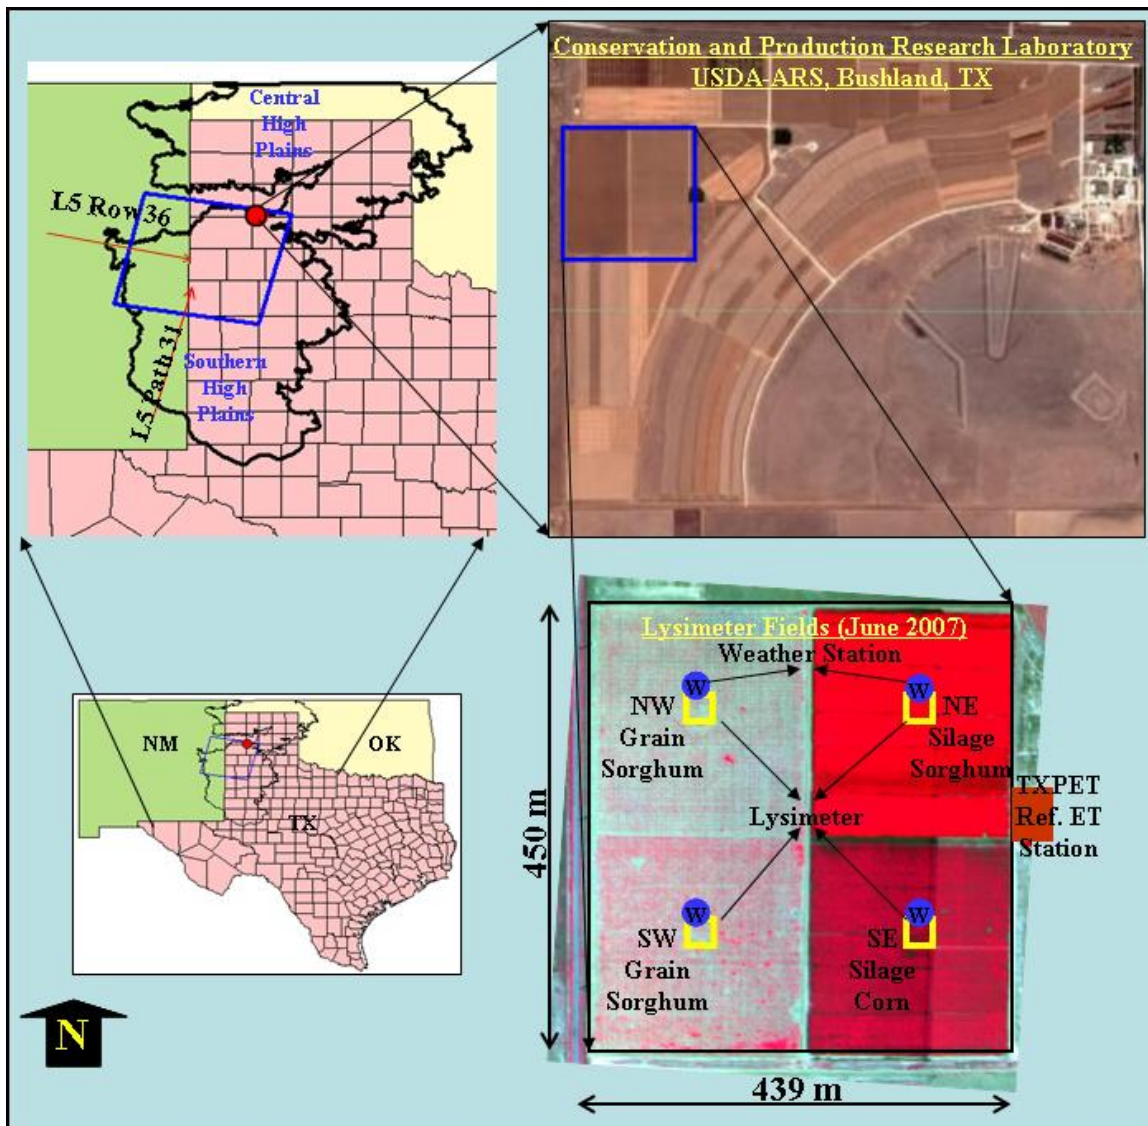 Central
High
Plains
L5 Row 36
L5 Path 31
Southern
High
Plains
Conservation and Production Research Laboratory
USDA-ARS, Bushland, TX
NM
OK
TX
N
Lysimeter Fields (June 2007)
Weather Station
W
W
NW
Grain
Sorghum
NE
Silage
Sorghum
TXPET
Ref. ET
Station
Lysimeter
W
W
SW
Grain
Sorghum
SE
Silage
Corn
450 m
439 m